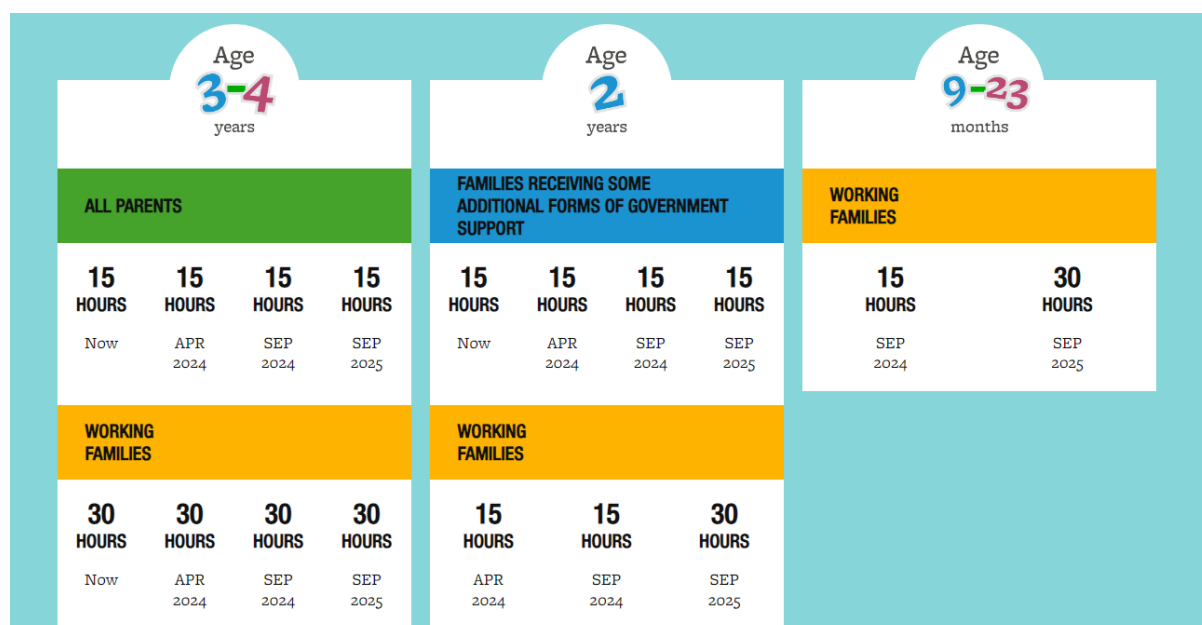 Age
3-4
years
ALL PARENTS
15 15 15 15
HOURS HOURS HOURS HOURS
Now APR SEP SEP
2024 2024 2025
WORKING
FAMILIES
30 30 30 30
HOURS HOURS HOURS HOURS
Now APR SEP SEP
2024 2024 2025
Age
2
years
FAMILIES RECEIVING SOME
ADDITIONAL FORMS OF GOVERNMENT
SUPPORT
15 15 15 15
HOURS HOURS HOURS HOURS
Now APR SEP SEP
2024 2024 2025
WORKING
FAMILIES
15 15 30
HOURS HOURS HOURS
APR SEP SEP
2024 2024 2025
Age
9-23
months
WORKING
FAMILIES
15 30
HOURS HOURS
SEP SEP
2024 2025